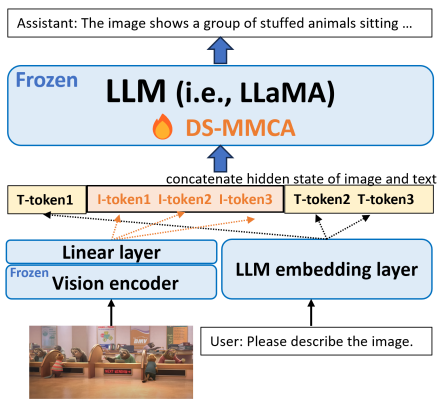 Assistant: The image shows a group of stuffed animals sitting ...
Frozen
LLM (i.e., LLaMA)
DS-MMCA
concatenate hidden state of image and text
T-token1 I-token1 I-token2 I-token3 T-token2 T-token3
Linear layer
Frozen
Vision encoder
LLM embedding layer
User: Please describe the image.